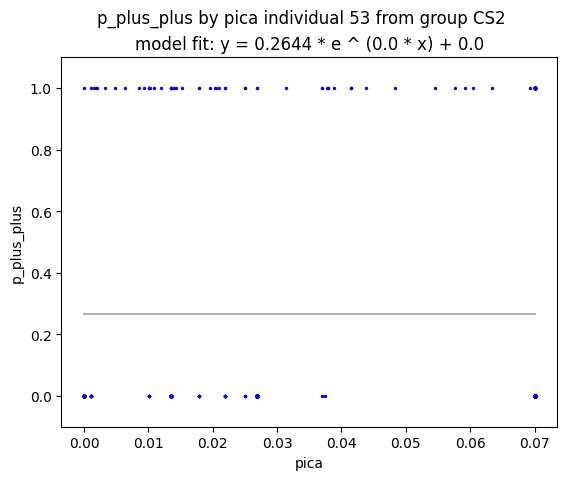 p_plus_plus by pica individual 53 from group CS2
model fit: y = 0.2644 * e ^ (0.0 * x) + 0.0
1.0
0.8
0.6
0.4
0.2
0.0
p_plus_plus
0.00 0.01 0.02 0.03 0.04 0.05 0.06 0.07
pica